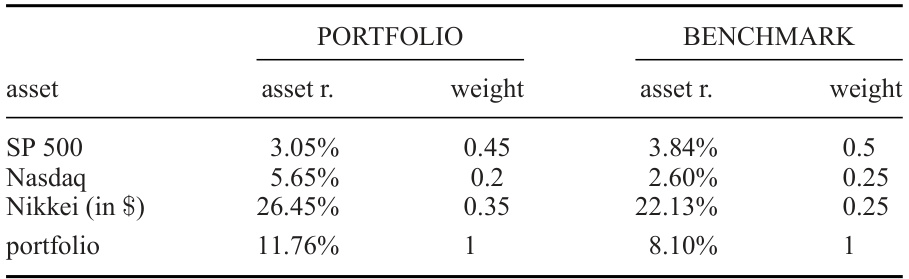 PORTFOLIO BENCHMARK
asset asset r. weight asset r. weight
SP 500 3.05% 0.45 3.84% 0.5
Nasdaq 5.65% 0.2 2.60% 0.25
Nikkei (in $) 26.45% 0.35 22.13% 0.25
portfolio 11.76% 1 8.10% 1